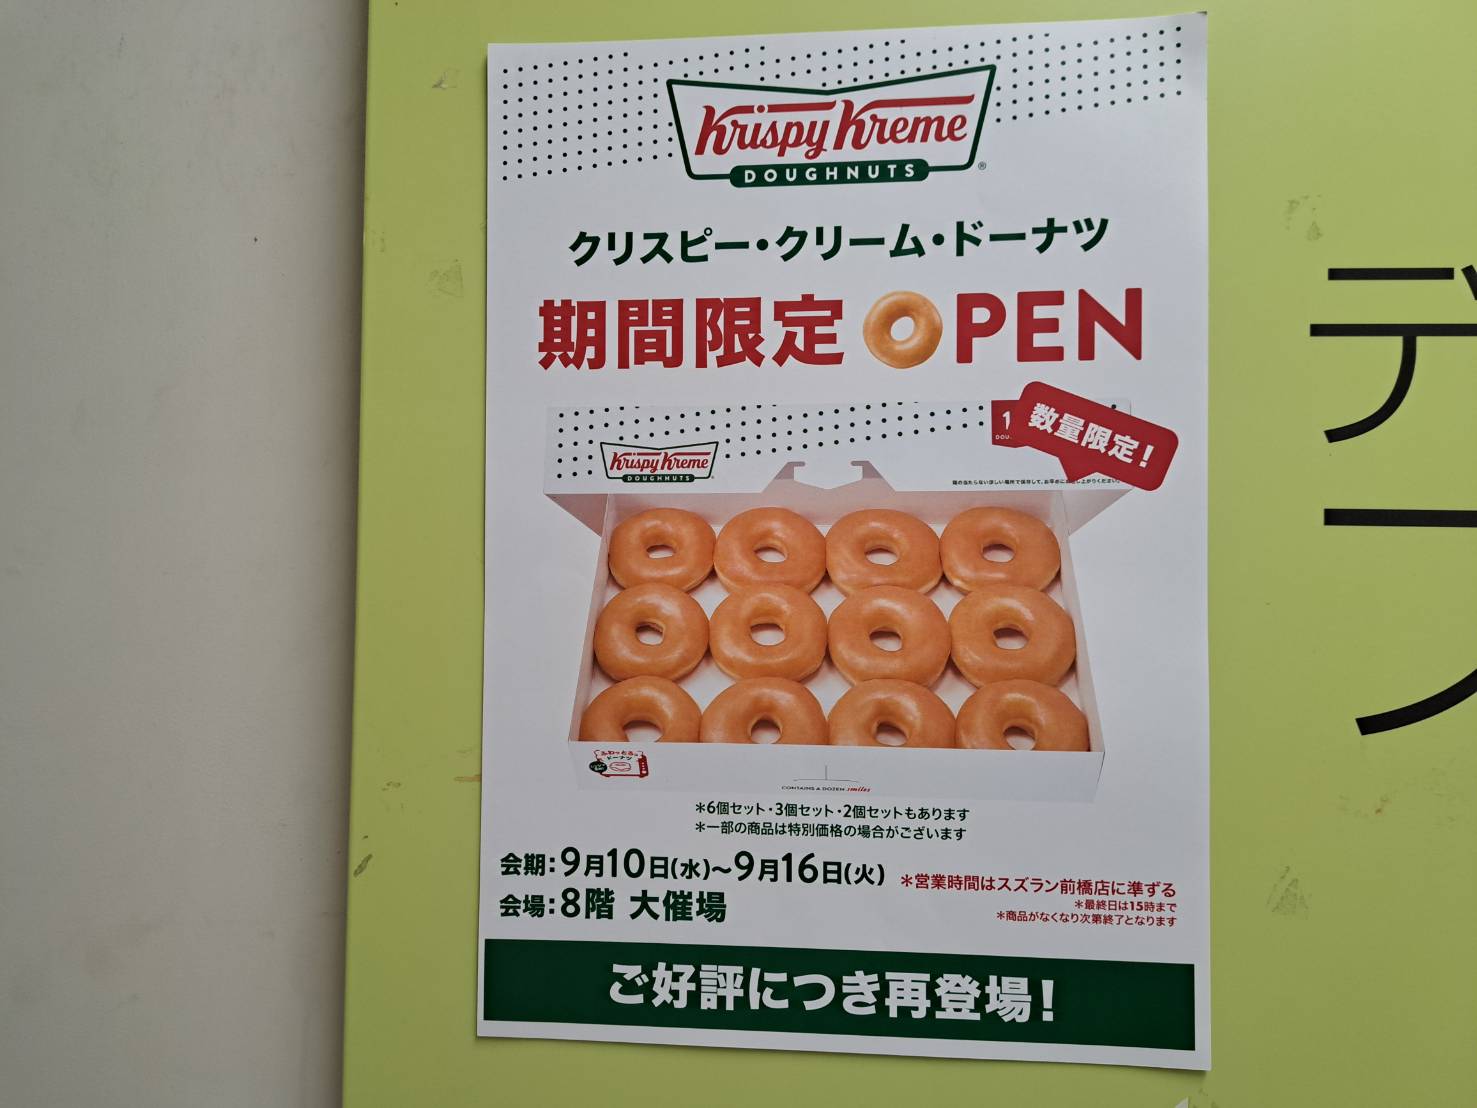 Krispy Kreme
DOUGHNUTS
®
クリスピー・クリーム・ドーナツ
期間限定 OPEN
数量限定!
Krispy Kreme
DOUGHNUTS
CONTAINS A DOZEN smiles
*6個セット・3個セット・2個セットもあります
*一部の商品は特別価格の場合がございます
会期:9月10日(水)~9月16日(火)
*営業時間はスズラン前橋店に準ずる
*最終日は15時まで
会場:8階 大催場
*商品がなくなり次第終了となります
ご好評につき再登場!